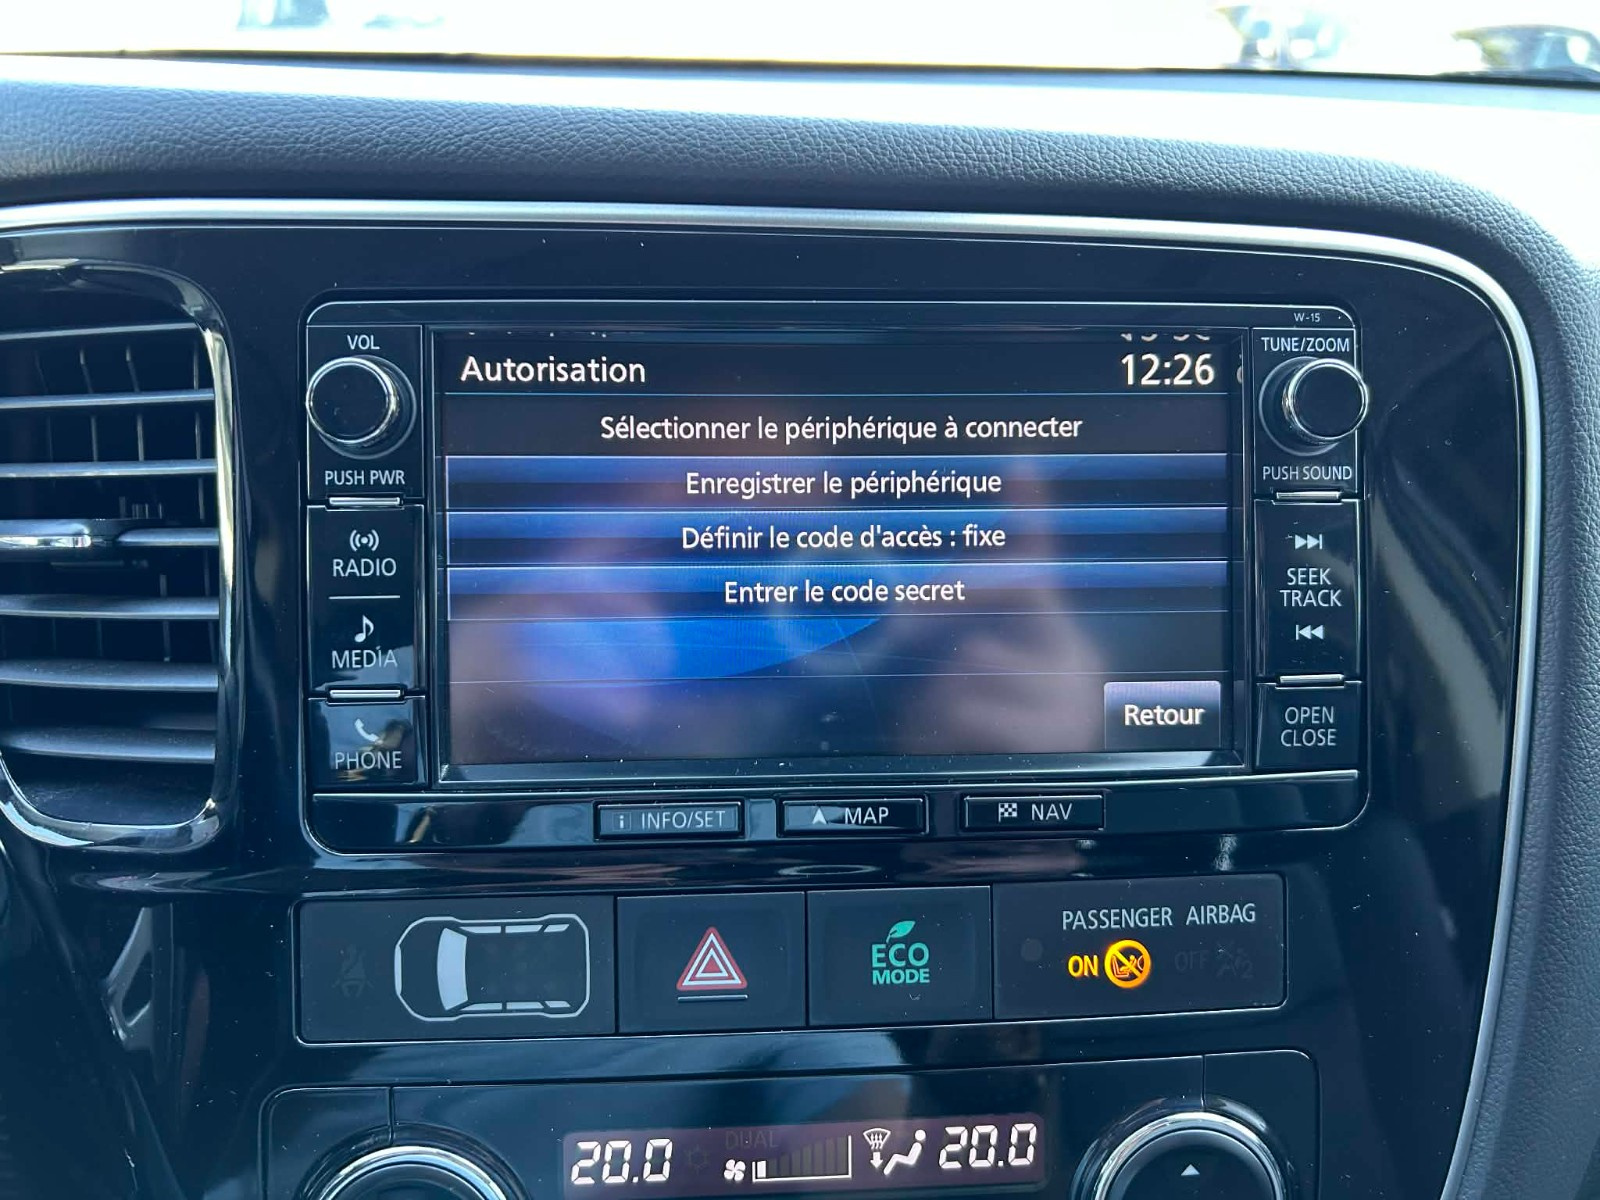 W-15
VOL
TUNE/ZOOM
Autorisation
12:26
Sélectionner le périphérique à connecter
PUSH PWR
PUSH SOUND
Enregistrer le périphérique
Définir le code d'accès : fixe
RADIO
SEEK
TRACK
Entrer le code secret
MEDIA
Retour
OPEN
CLOSE
PHONE
i INFO/SET
MAP
NAV
PASSENGER AIRBAG
ECO
MODE
ON
OFF
DUAL
20.0
20.0